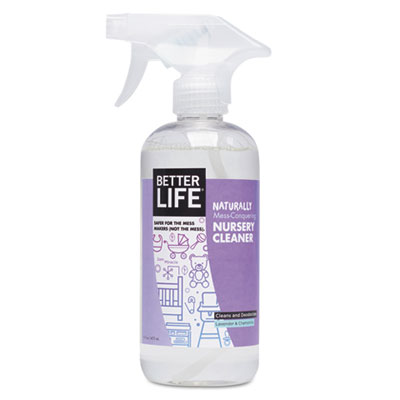 BETTER
LIFE
SAFER FOR THE MESS
MAKERS (NOT THE MESS).
NATURALLY
Mess-Conquering
NURSERY
CLEANER
Cleans and Deodorizes
Lavender & Chamomile